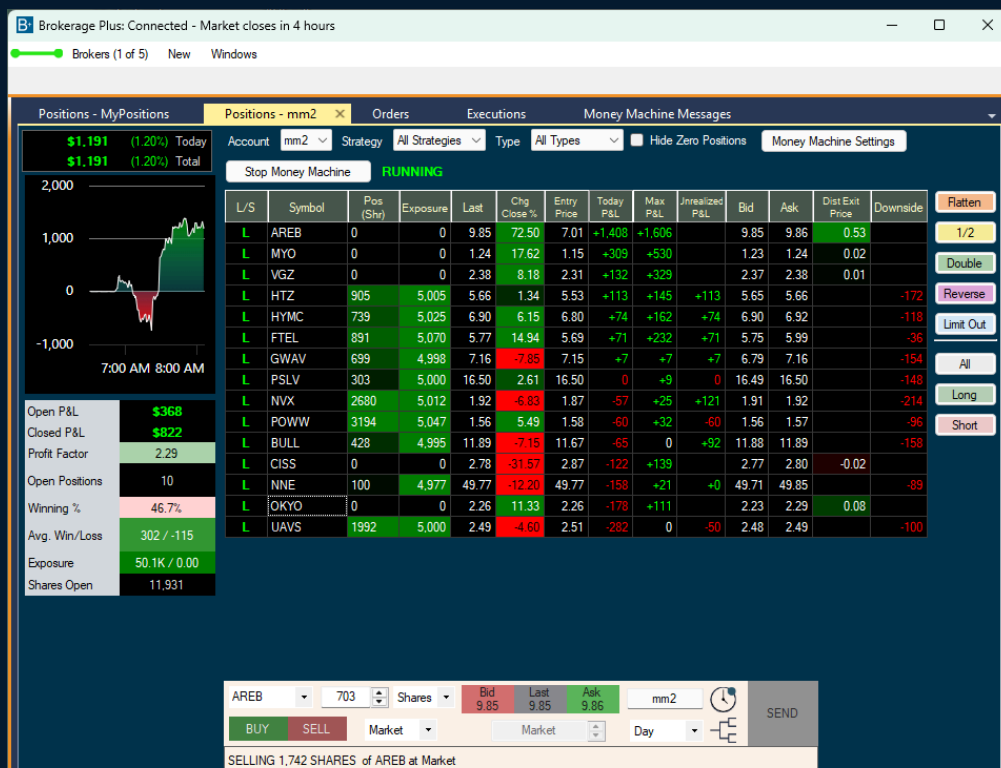 B+ Brokerage Plus: Connected - Market closes in 4 hours
Brokers (1 of 5) New Windows
Positions - MyPositions Positions - mm2 Orders Executions Money Machine Messages
$1,191 (1.20%) Today
$1,191 (1.20%) Total
Account mm2 Strategy All Strategies Type All Types Hide Zero Positions Money Machine Settings
Stop Money Machine RUNNING
2,000
1,000
0
-1,000
7:00 AM 8:00 AM
Open P&L $368
Closed P&L $822
Profit Factor 2.29
Open Positions 10
Winning % 46.7%
Avg. Win/Loss 302 / -115
Exposure 50.1K / 0.00
Shares Open 11,931
L/S Symbol Pos (Shr) Exposure Last Chg Close % Entry Price Today P&L Max P&L Unrealized P&L Bid Ask Dist Exit Price Downside
L AREB 0 0 9.85 72.50 7.01 +1,408 +1,606 9.85 9.86 0.53
L MYO 0 0 1.24 17.62 1.15 +309 +530 1.23 1.24 0.02
L VGZ 0 0 2.38 8.18 2.31 +132 +329 2.37 2.38 0.01
L HTZ 905 5,005 5.66 1.34 5.53 +113 +145 +113 5.65 5.66 -172
L HYMC 739 5,025 6.90 6.15 6.80 +74 +162 +74 6.90 6.92 -118
L FTEL 891 5,070 5.77 14.94 5.69 +71 +232 +71 5.75 5.99 -36
L GWAV 699 4,998 7.16 -7.85 7.15 +7 +7 +7 6.79 7.16 -154
L PSLV 303 5,000 16.50 2.61 16.50 0 +9 0 16.49 16.50 -148
L NVX 2680 5,012 1.92 -6.83 1.87 -57 +25 +121 1.91 1.92 -214
L POWW 3194 5,047 1.56 5.49 1.58 -60 +32 -60 1.56 1.57 -96
L BULL 428 4,995 11.89 -7.15 11.67 -65 0 +92 11.88 11.89 -158
L CISS 0 0 2.78 -31.57 2.87 -122 +139 2.77 2.80 -0.02
L NNE 100 4,977 49.77 -12.20 49.77 -158 +21 +0 49.71 49.85 -89
L OKYO 0 0 2.26 11.33 2.26 -178 +111 2.23 2.29 0.08
L UAVS 1992 5,000 2.49 -4.60 2.51 -282 0 -50 2.48 2.49 -100
Flatten
1/2
Double
Reverse
Limit Out
All
Long
Short
AREB 703 Shares Bid 9.85 Last 9.85 Ask 9.86 mm2 SEND
BUY SELL Market Market Day
SELLING 1,742 SHARES of AREB at Market